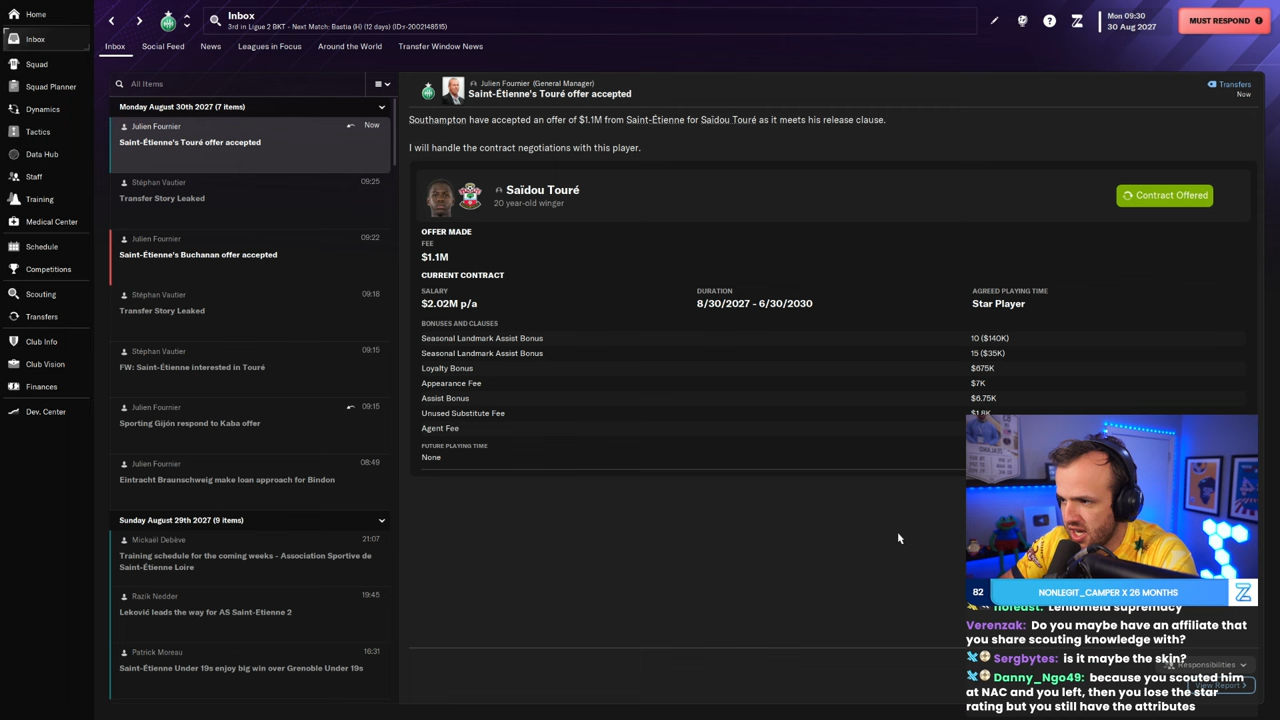 Home
Inbox
Squad
Squad Planner
Dynamics
Tactics
Data Hub
Staff
Training
Medical Center
Schedule
Competitions
Scouting
Transfers
Club Info
Club Vision
Finances
Dev. Center
Inbox
3rd in Ligue 2 BKT - Next Match: Bastia (H) (12 days) (ID:r-2002148515)
Mon 09:30
30 Aug 2027
MUST RESPOND
Inbox
Social Feed
News
Leagues in Focus
Around the World
Transfer Window News
All Items
Monday August 30th 2027 (7 items)
Julien Fournier
Now
Saint-Étienne's Touré offer accepted
Stéphan Vautier
09:25
Transfer Story Leaked
Julien Fournier
09:22
Saint-Étienne's Buchanan offer accepted
Stéphan Vautier
09:18
Transfer Story Leaked
Stéphan Vautier
09:15
FW: Saint-Étienne interested in Touré
Julien Fournier
09:15
Sporting Gijón respond to Kaba offer
Julien Fournier
08:49
Eintracht Braunschweig make loan approach for Bindon
Sunday August 29th 2027 (9 items)
Mickaël Debève
21:07
Training schedule for the coming weeks - Association Sportive de
Saint-Étienne Loire
Razik Nedder
19:45
Leković leads the way for AS Saint-Etienne 2
Patrick Moreau
16:31
Saint-Étienne Under 19s enjoy big win over Grenoble Under 19s
Julien Fournier (General Manager)
Saint-Étienne's Touré offer accepted
Transfers
Now
Southampton have accepted an offer of $1.1M from Saint-Étienne for Saïdou Touré as it meets his release clause.
I will handle the contract negotiations with this player.
Saïdou Touré
20 year-old winger
Contract Offered
OFFER MADE
FEE
$1.1M
CURRENT CONTRACT
SALARY
DURATION
AGREED PLAYING TIME
$2.02M p/a
8/30/2027 - 6/30/2030
Star Player
BONUSES AND CLAUSES
Seasonal Landmark Assist Bonus
10 ($140K)
Seasonal Landmark Assist Bonus
15 ($35K)
Loyalty Bonus
$675K
Appearance Fee
$7K
Assist Bonus
$6.75K
Unused Substitute Fee
$1.8K
Agent Fee
FUTURE PLAYING TIME
None
82
NONLEGIT_CAMPER X 26 MONTHS
Verenzak: Do you maybe have an affiliate that
you share scouting knowledge with?
Sergbytes: is it maybe the skin?
Responsibilities
Danny_Ngo49: because you scouted him
at NAC and you left, then you lose the star
View Report
rating but you still have the attributes